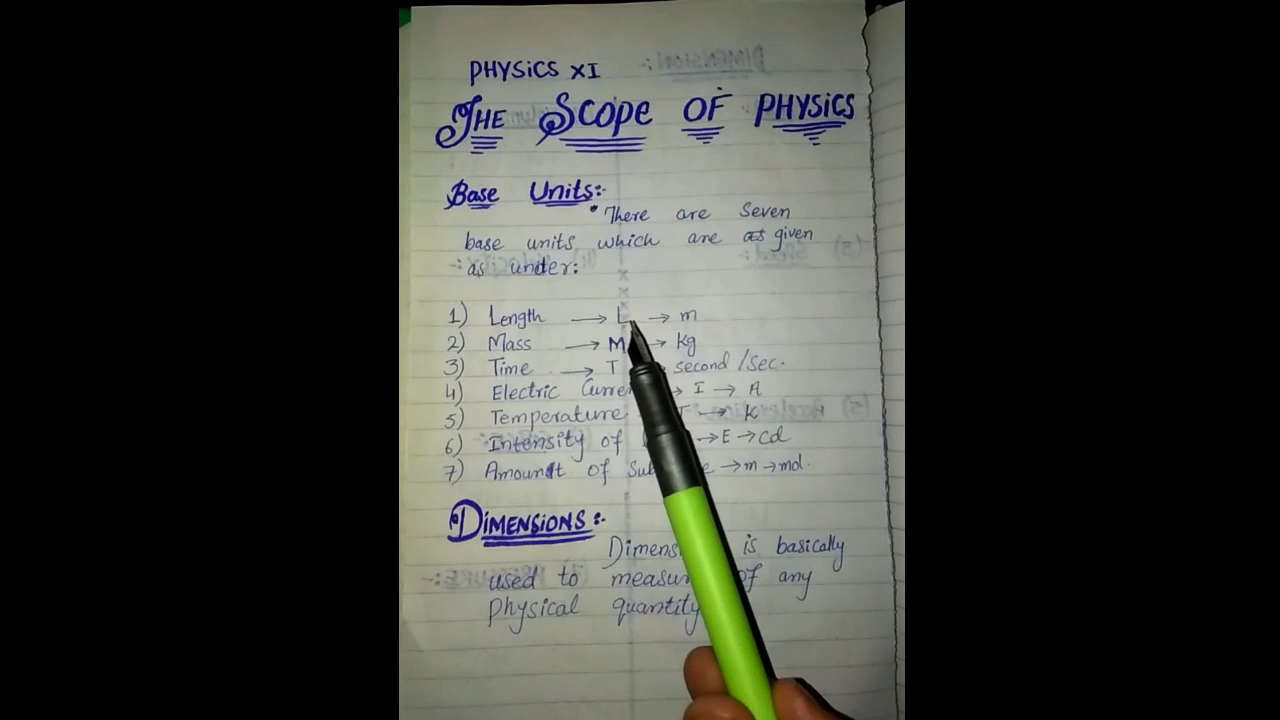 PHYSICS XI
THE SCOPE OF PHYSICS
Base Units:-
There are seven
base units which are as given
as under:
1) Length → L → m
2) Mass → M → kg
3) Time → T → second /sec.
4) Electric → I → A
5) Temperature T → K
6) Intensity of → E → Cd
7) Amount of → m → mol.
DIMENSIONS:-
is basically
used to of any
physical quantity